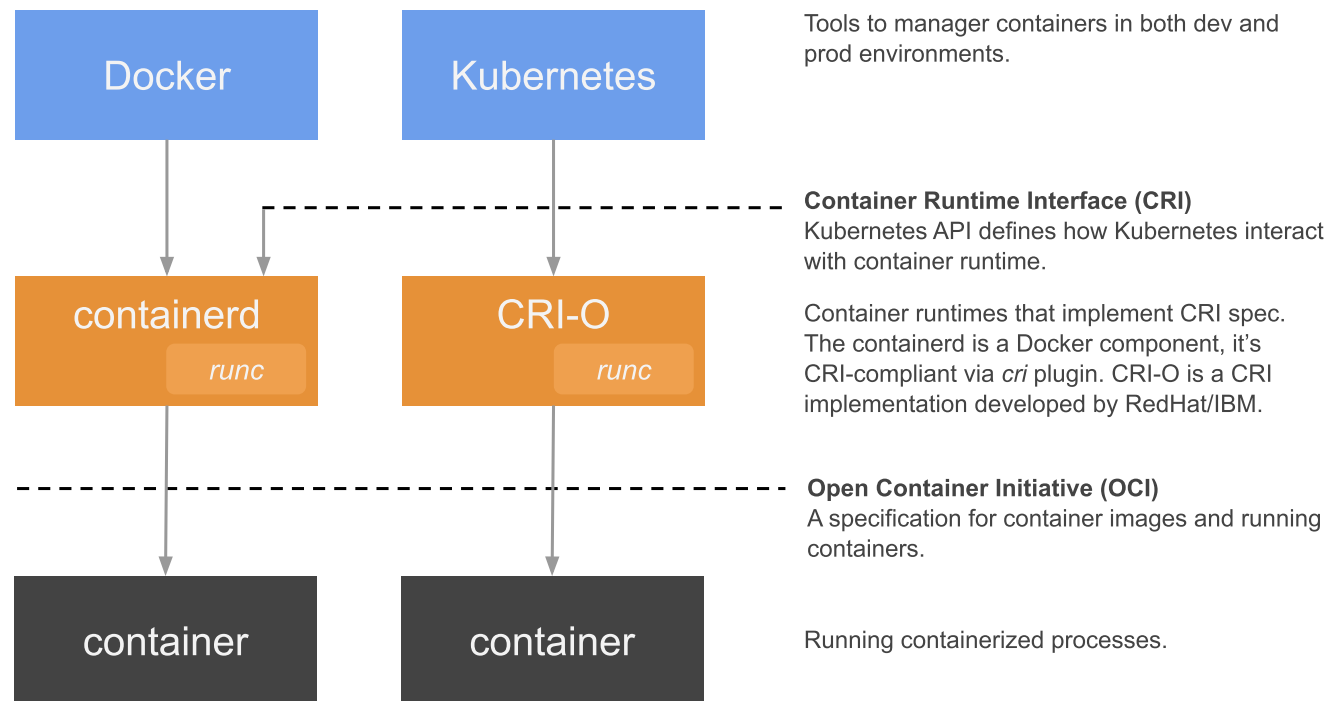 Docker
Kubernetes
Tools to manager containers in both dev and
prod environments.
Container Runtime Interface (CRI)
Kubernetes API defines how Kubernetes interact
with container runtime.
containerd
runc
CRI-O
runc
Container runtimes that implement CRI spec.
The containerd is a Docker component, it’s
CRI-compliant via cri plugin. CRI-O is a CRI
implementation developed by RedHat/IBM.
Open Container Initiative (OCI)
A specification for container images and running
containers.
container
container
Running containerized processes.